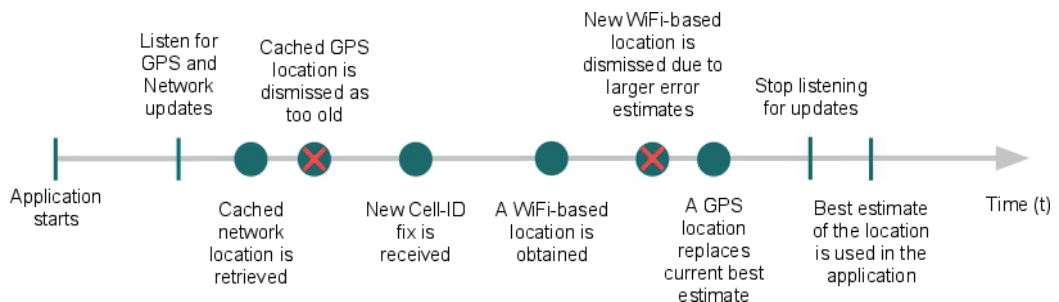 Application
starts
Listen for
GPS and
Network
updates
Cached
network
location is
retrieved
Cached GPS
location is
dismissed as
too old
New Cell-ID
fix is
received
A WiFi-based
location is
obtained
New WiFi-based
location is
dismissed due to
larger error
estimates
A GPS
location
replaces
current best
estimate
Stop listening
for updates
Best estimate
of the location
is used in the
application
Time (t)